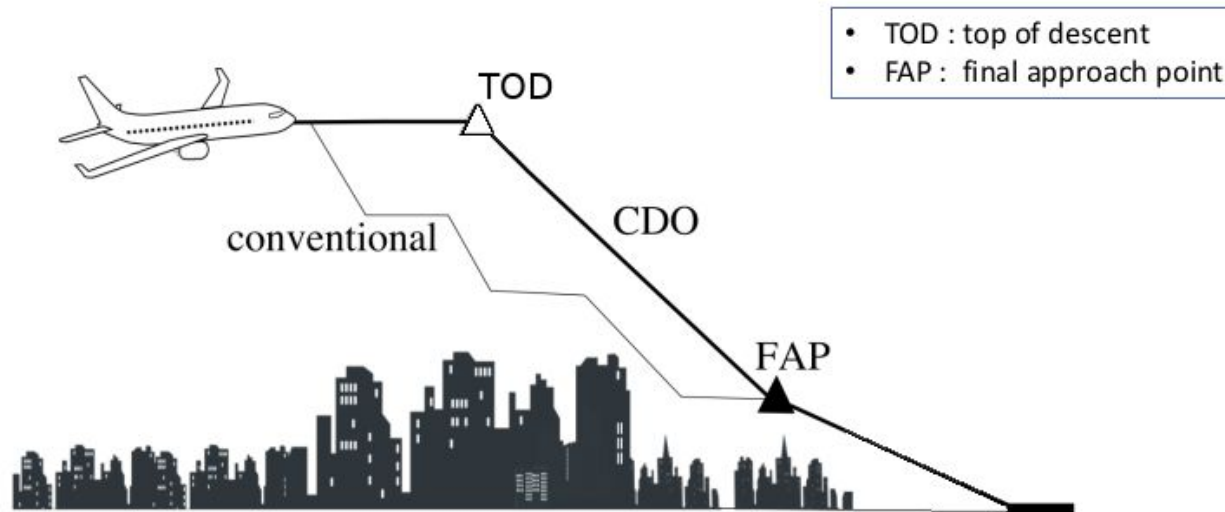 • TOD : top of descent
• FAP : final approach point
TOD
CDO
conventional
FAP